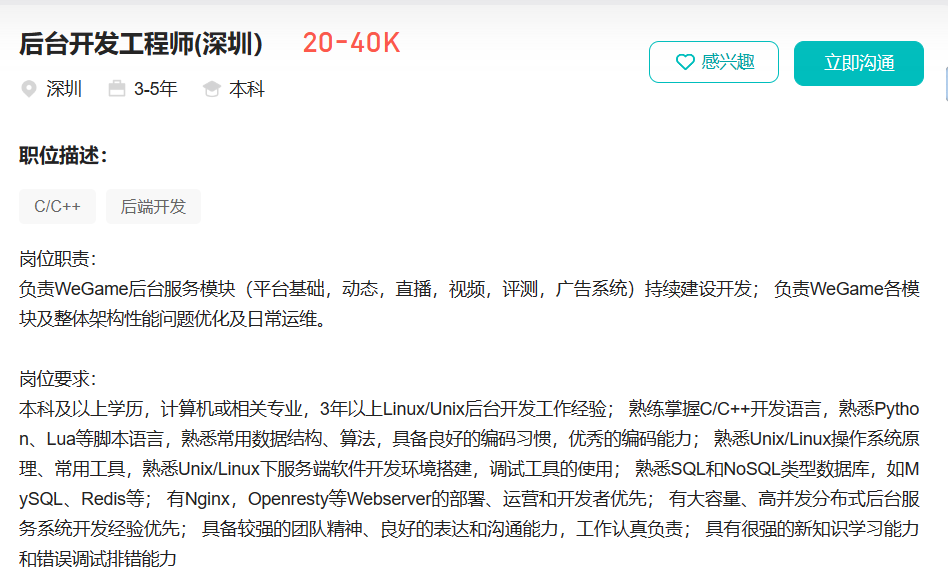 后台开发工程师(深圳) 20-40K
感兴趣 立即沟通
深圳 3-5年 本科
职位描述：
C/C++ 后端开发
岗位职责：
负责WeGame后台服务模块（平台基础，动态，直播，视频，评测，广告系统）持续建设开发； 负责WeGame各模
块及整体架构性能问题优化及日常运维。
岗位要求：
本科及以上学历，计算机或相关专业，3年以上Linux/Unix后台开发工作经验； 熟练掌握C/C++开发语言，熟悉Pytho
n、Lua等脚本语言，熟悉常用数据结构、算法，具备良好的编码习惯，优秀的编码能力； 熟悉Unix/Linux操作系统原
理、常用工具，熟悉Unix/Linux下服务端软件开发环境搭建，调试工具的使用； 熟悉SQL和NoSQL类型数据库，如M
ySQL、Redis等； 有Nginx，Openresty等Webserver的部署、运营和开发者优先； 有大容量、高并发分布式后台服
务系统开发经验优先； 具备较强的团队精神、良好的表达和沟通能力，工作认真负责； 具有很强的新知识学习能力
和错误调试排错能力